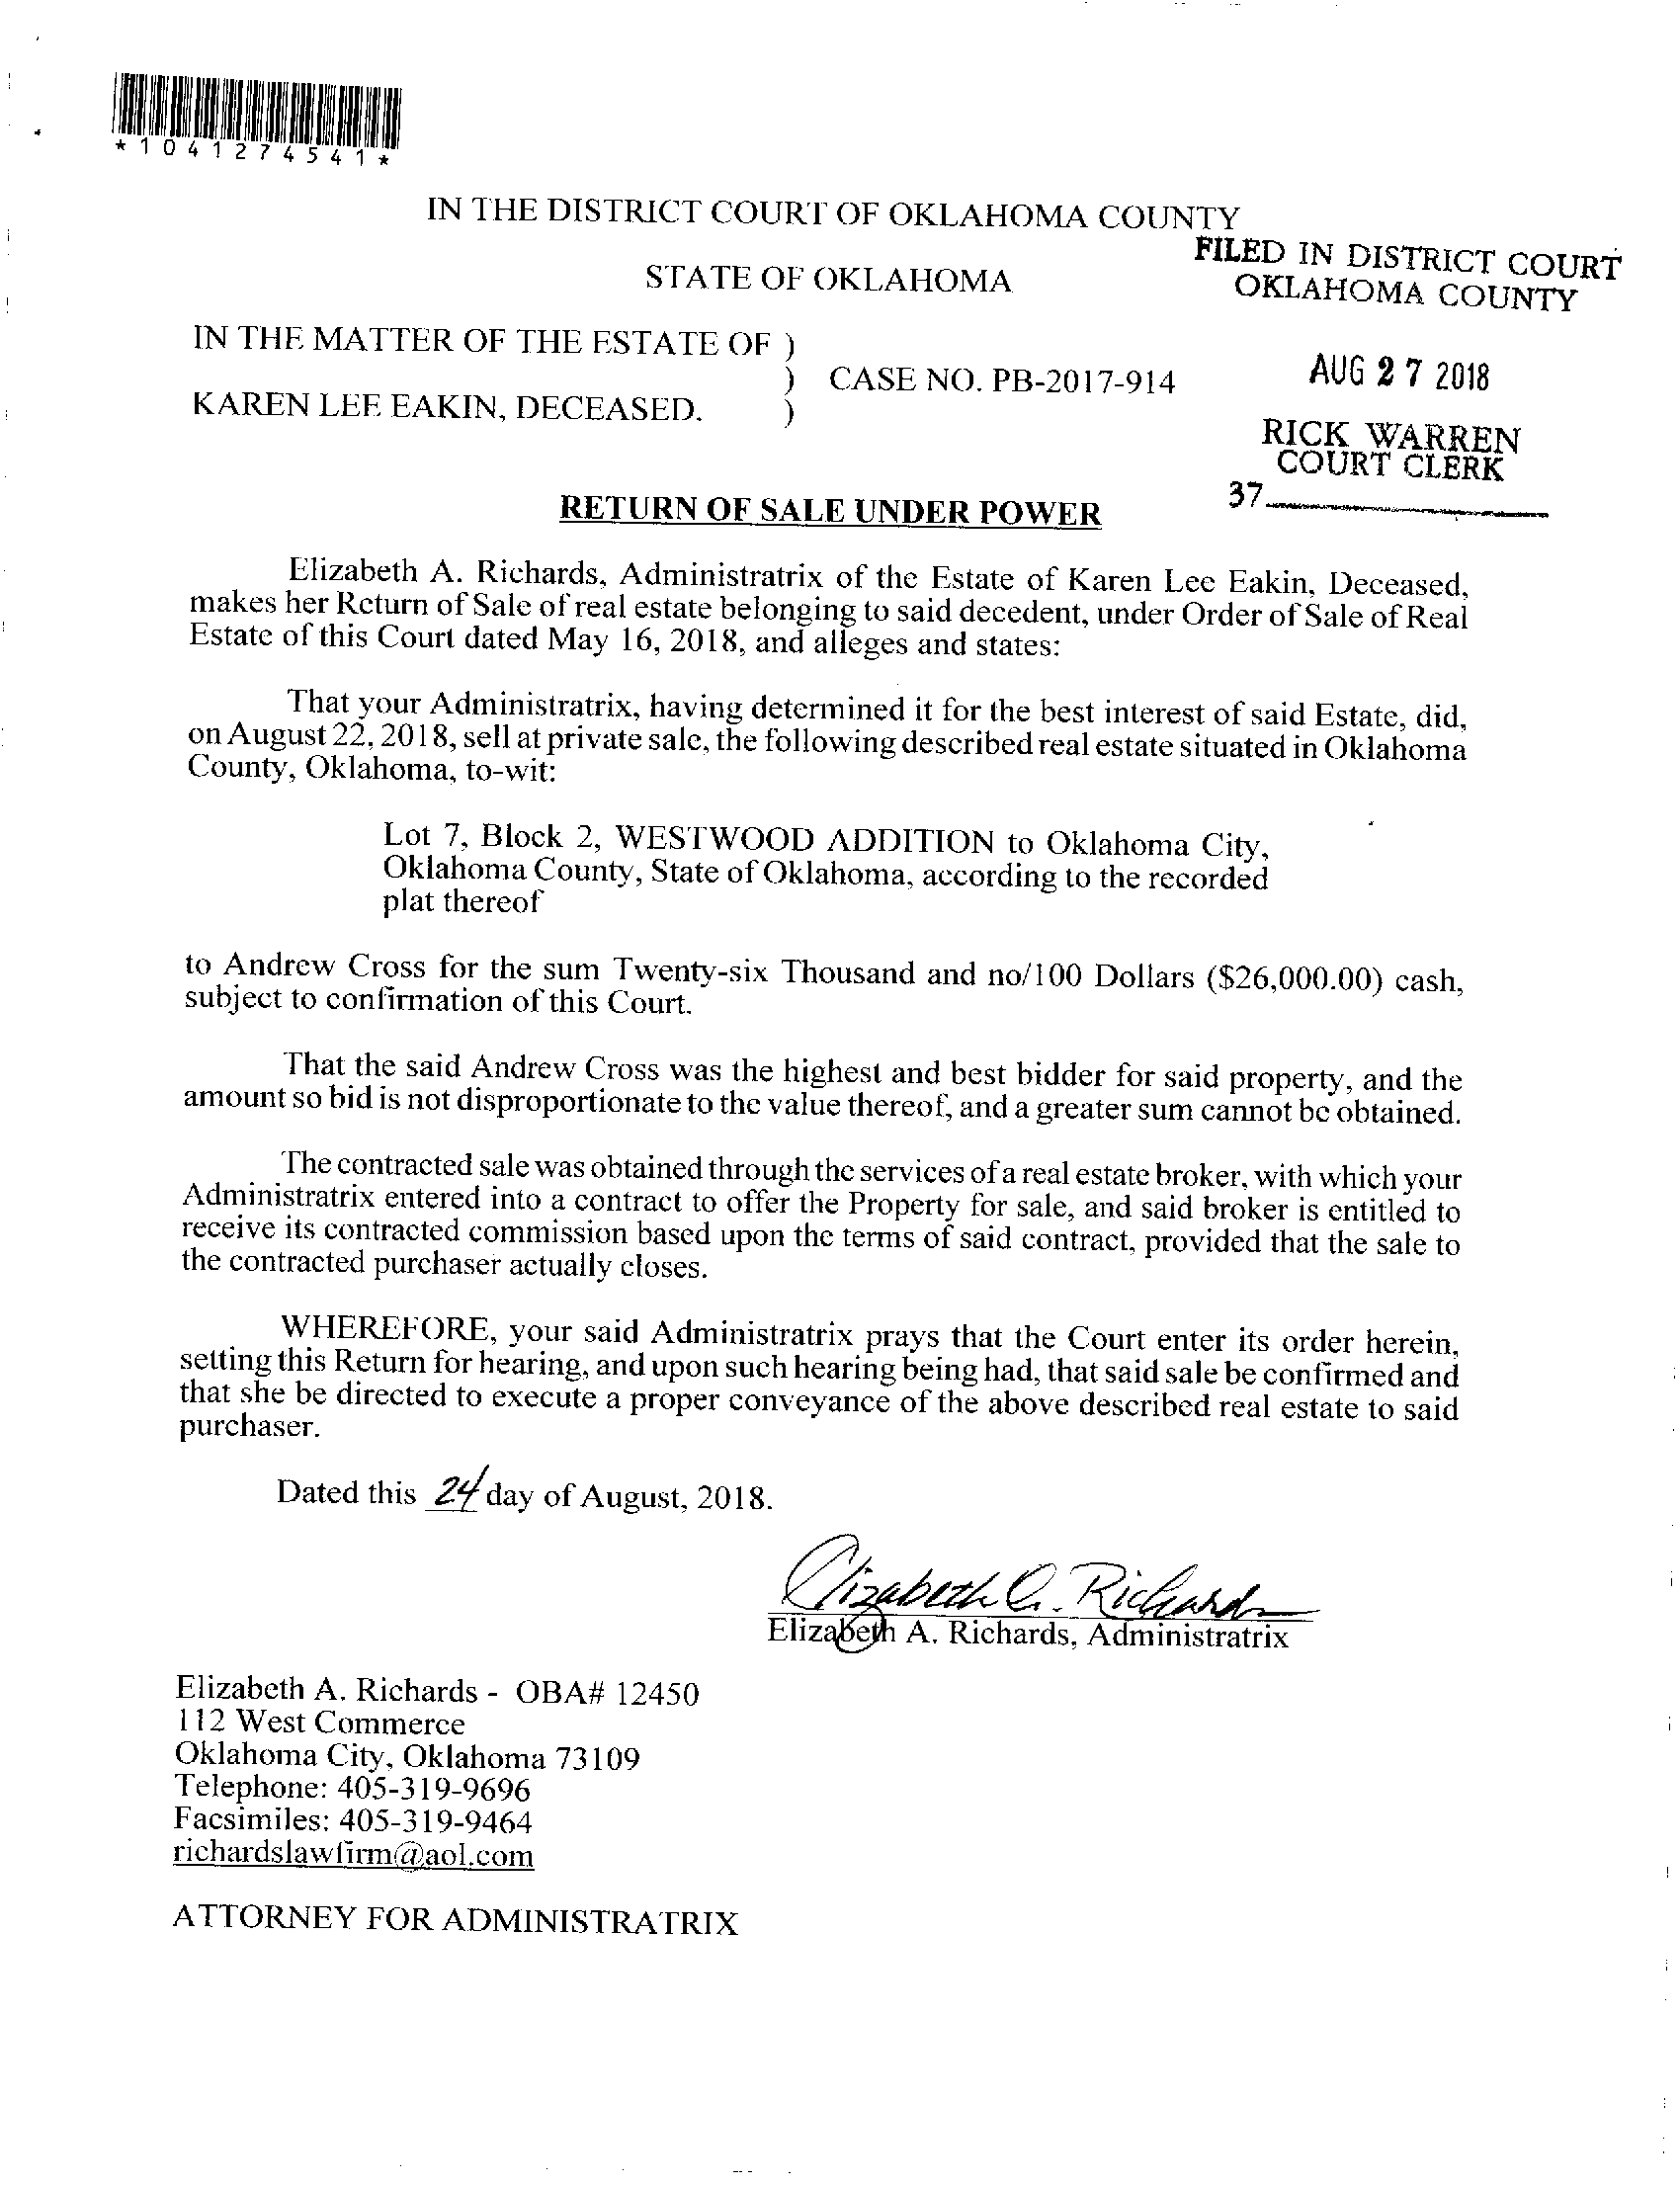 *1041274541*
IN THE DISTRICT COURT OF OKLAHOMA COUNTY
FILED IN DISTRICT COURT
OKLAHOMA COUNTY
STATE OF OKLAHOMA
IN THE MATTER OF THE ESTATE OF )
) CASE NO. PB-2017-914
KAREN LEE EAKIN, DECEASED. )
AUG 27 2018
RICK WARREN
COURT CLERK
37
RETURN OF SALE UNDER POWER
Elizabeth A. Richards, Administratrix of the Estate of Karen Lee Eakin, Deceased,
makes her Return of Sale of real estate belonging to said decedent, under Order of Sale of Real
Estate of this Court dated May 16, 2018, and alleges and states:
That your Administratrix, having determined it for the best interest of said Estate, did,
on August 22, 2018, sell at private sale, the following described real estate situated in Oklahoma
County, Oklahoma, to-wit:
Lot 7, Block 2, WESTWOOD ADDITION to Oklahoma City,
Oklahoma County, State of Oklahoma, according to the recorded
plat thereof
to Andrew Cross for the sum Twenty-six Thousand and no/100 Dollars ($26,000.00) cash,
subject to confirmation of this Court.
That the said Andrew Cross was the highest and best bidder for said property, and the
amount so bid is not disproportionate to the value thereof, and a greater sum cannot be obtained.
The contracted sale was obtained through the services of a real estate broker, with which your
Administratrix entered into a contract to offer the Property for sale, and said broker is entitled to
receive its contracted commission based upon the terms of said contract, provided that the sale to
the contracted purchaser actually closes.
WHEREFORE, your said Administratrix prays that the Court enter its order herein,
setting this Return for hearing, and upon such hearing being had, that said sale be confirmed and
that she be directed to execute a proper conveyance of the above described real estate to said
purchaser.
Dated this 24 day of August, 2018.
Elizabeth A. Richards
Elizabeth A. Richards, Administratrix
Elizabeth A. Richards - OBA# 12450
112 West Commerce
Oklahoma City, Oklahoma 73109
Telephone: 405-319-9696
Facsimiles: 405-319-9464
richardslawfirm@aol.com
ATTORNEY FOR ADMINISTRATRIX